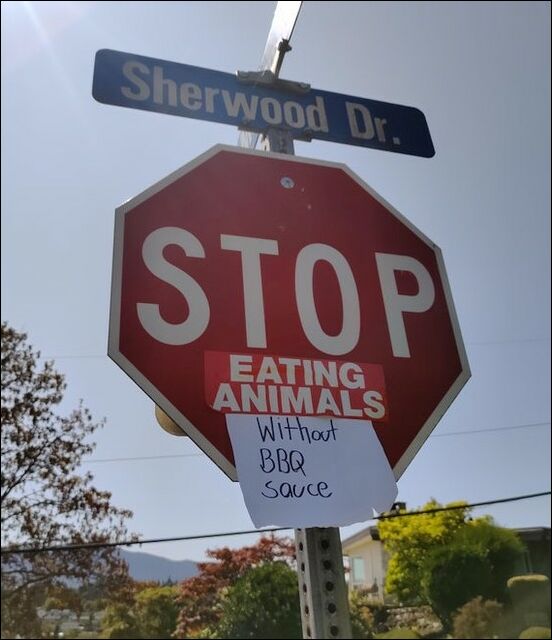 Sherwood Dr.
STOP
EATING
ANIMALS
Without
BBQ
sauce